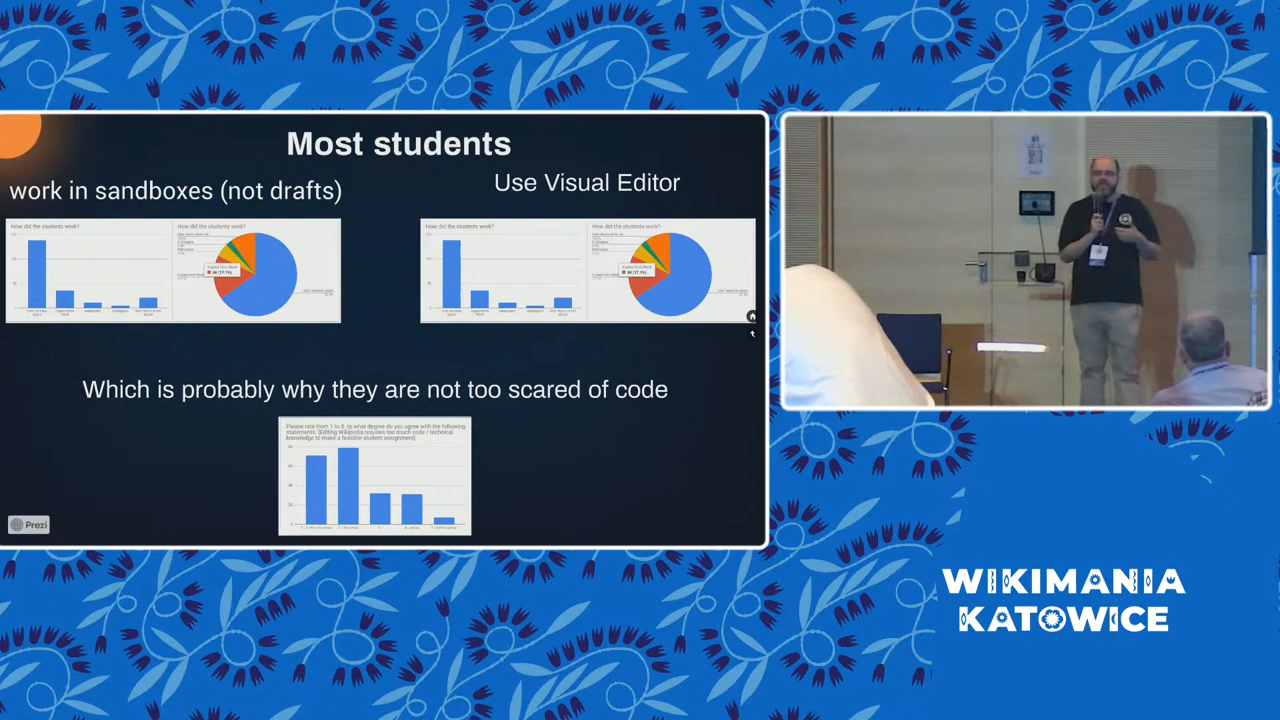 Most students
work in sandboxes (not drafts)
Use Visual Editor
How did the students work?
How did the students work?
How did the students work?
How did the students work?
Which is probably why they are not too scared of code
Please rate from 1 to 5: to what degree do you agree with the following
statements: [Editing Wikipedia requires too much code / technical
knowledge to make a feasible student assignment]
Prezi
WIKIMANIA
KATOWICE